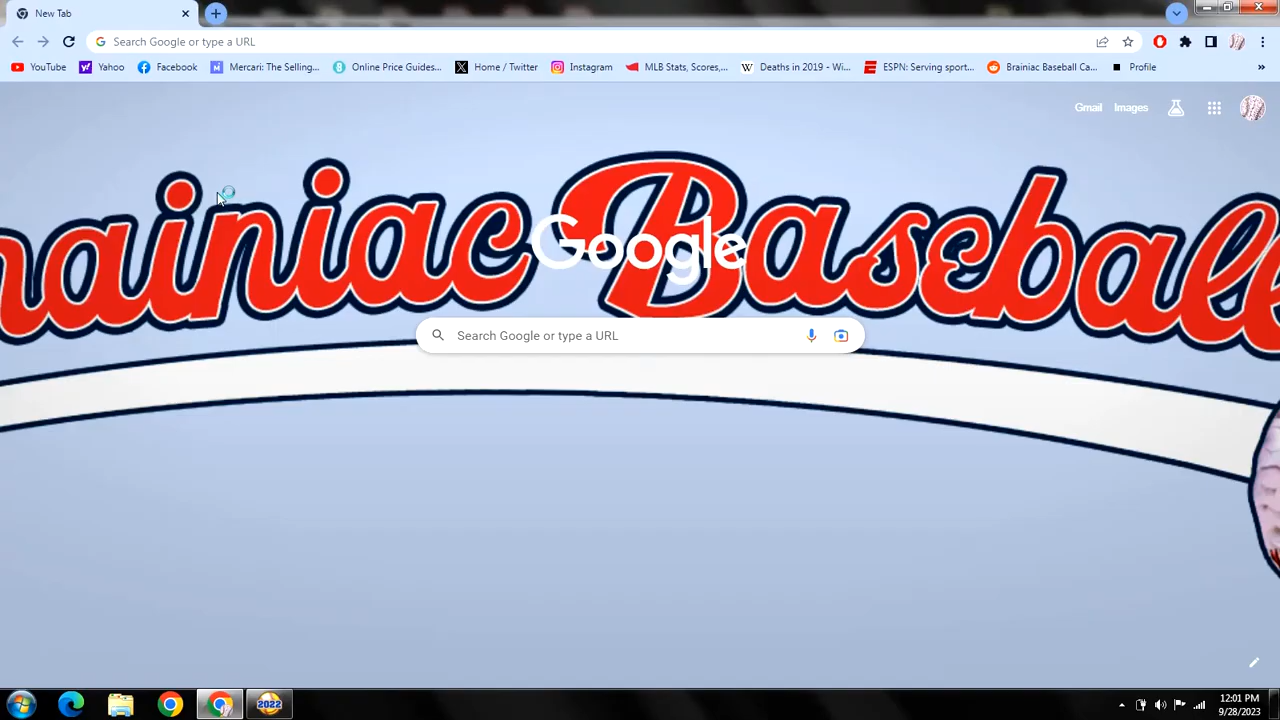 New Tab
Search Google or type a URL
YouTube
Yahoo
Facebook
Mercari: The Selling...
Online Price Guides...
Home / Twitter
Instagram
MLB Stats, Scores,...
Deaths in 2019 - Wi...
ESPN: Serving sport...
Brainiac Baseball Ca...
Profile
»
Gmail
Images
ainiac Baseball
Google
Search Google or type a URL
2022
12:01 PM
9/28/2023